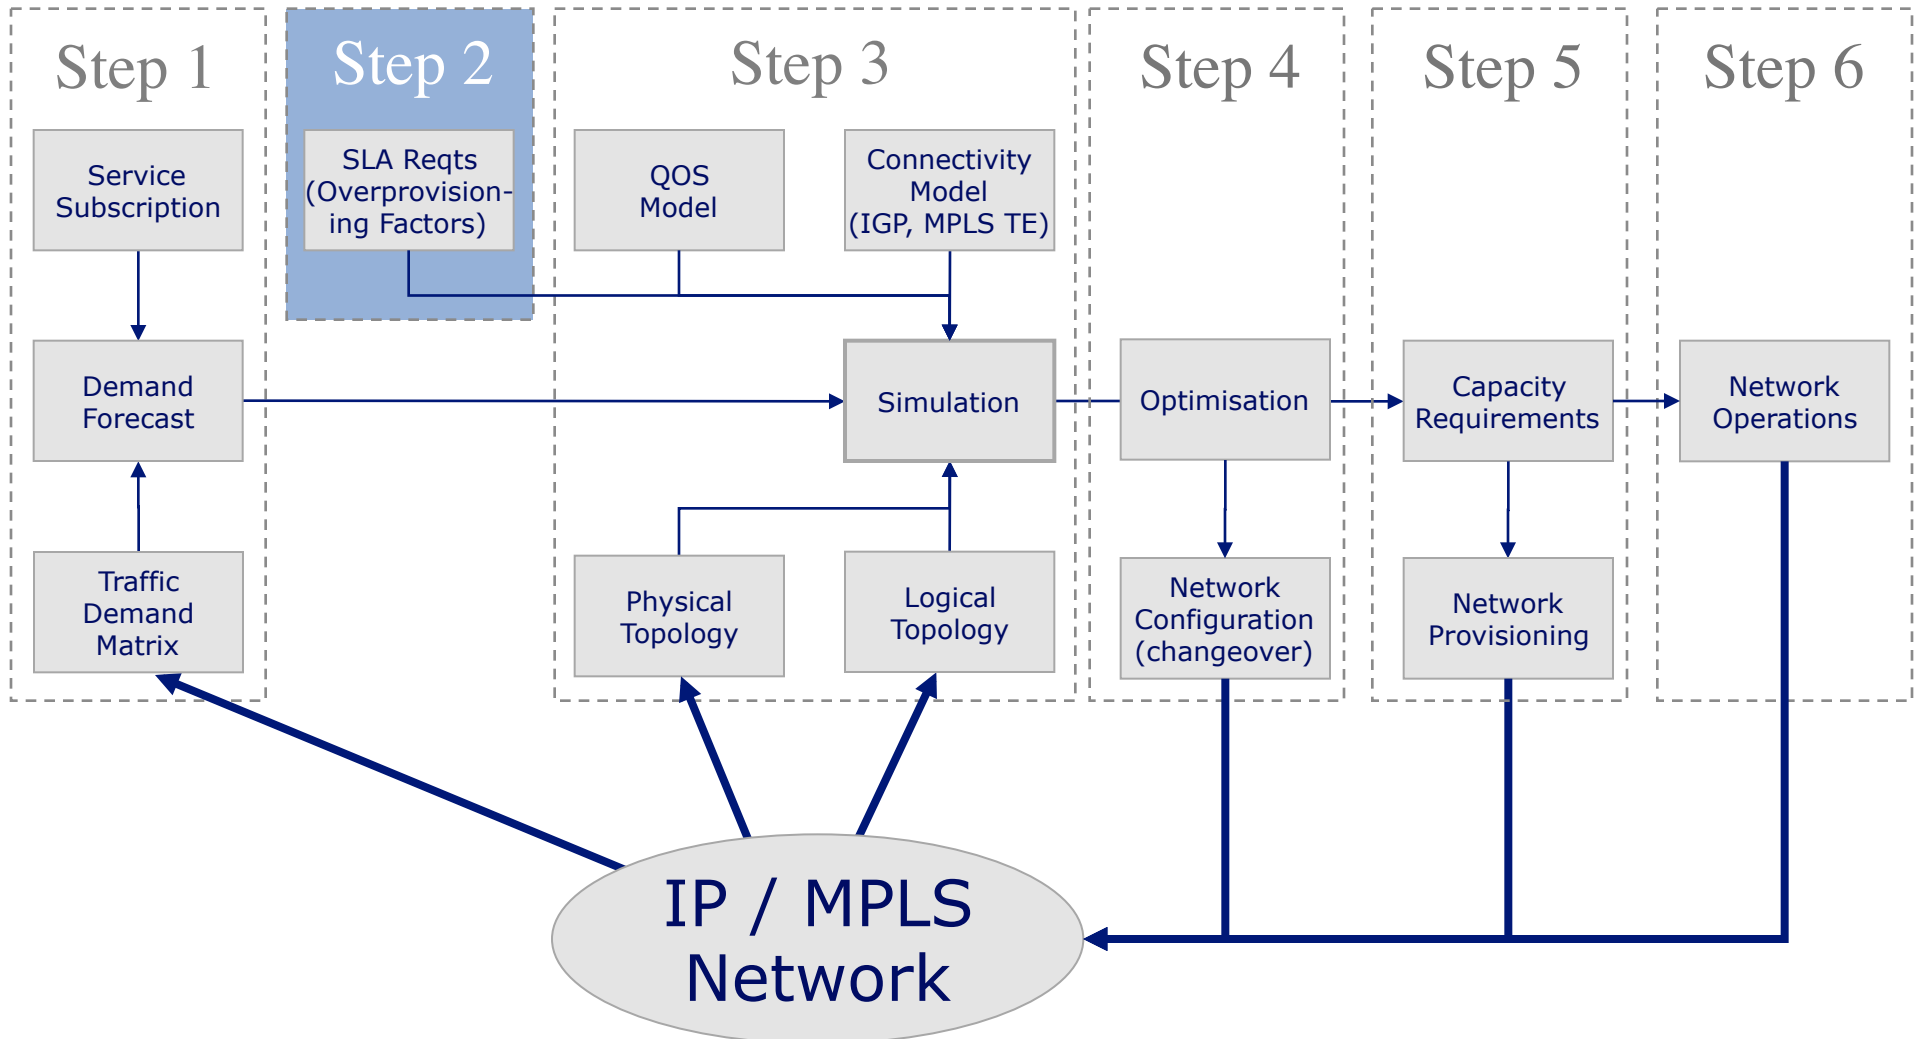 Step 1
Service
Subscription
Demand
Forecast
Traffic
Demand
Matrix
Step 2
SLA Reqts
(Overprovision-
ing Factors)
Step 3
QOS
Model
Connectivity
Model
(IGP, MPLS TE)
Simulation
Physical
Topology
Logical
Topology
Step 4
Optimisation
Network
Configuration
(changeover)
Step 5
Capacity
Requirements
Network
Provisioning
Step 6
Network
Operations
IP / MPLS
Network